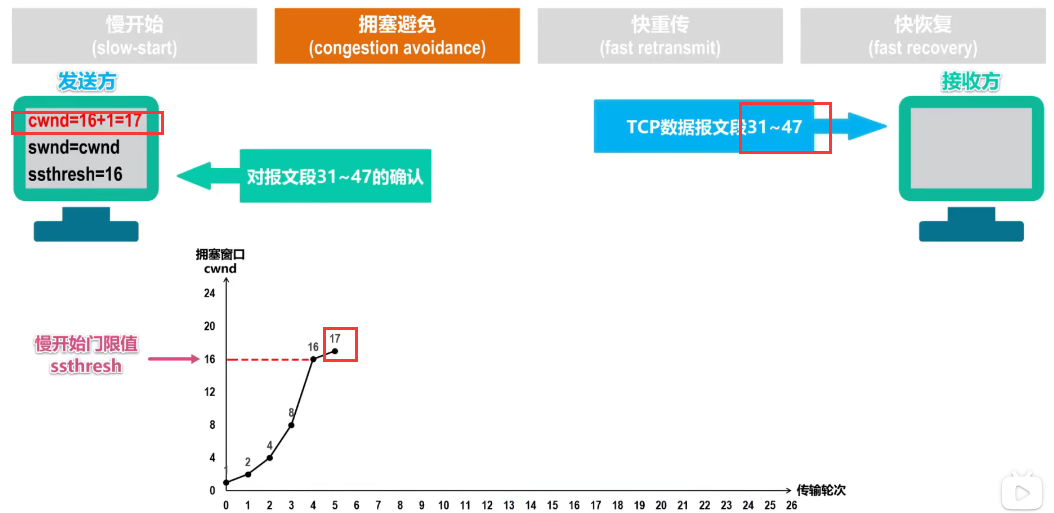 慢开始
(slow-start)
拥塞避免
(congestion avoidance)
快重传
(fast retransmit)
快恢复
(fast recovery)
发送方
接收方
cwnd=16+1=17
swnd=cwnd
ssthresh=16
TCP数据报文段31~47
对报文段31~47的确认
拥塞窗口
cwnd
24
20
16
12
8
4
0
慢开始门限值
ssthresh
2
4
8
16
17
0 1 2 3 4 5 6 7 8 9 10 11 12 13 14 15 16 17 18 19 20 21 22 23 24 25 26
传输轮次